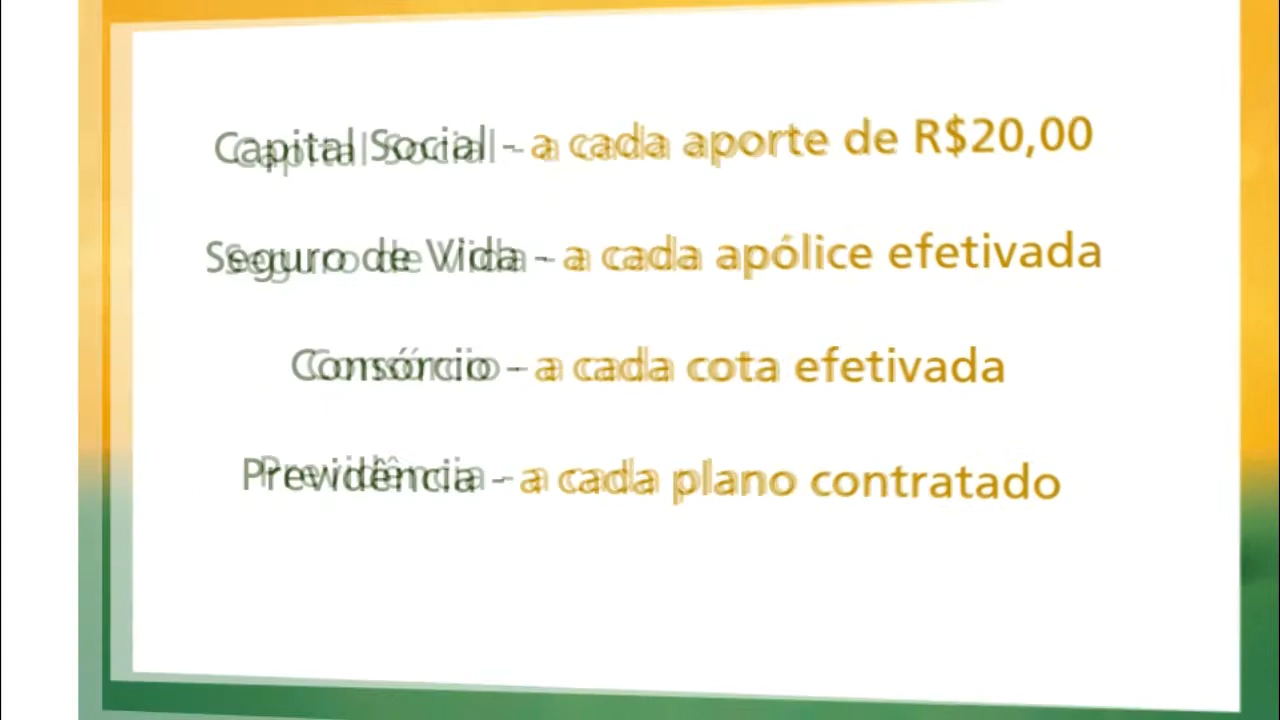 Capital Social - a cada aporte de R$20,00
Seguro de Vida - a cada apólice efetivada
Consórcio - a cada cota efetivada
Previdência - a cada plano contratado